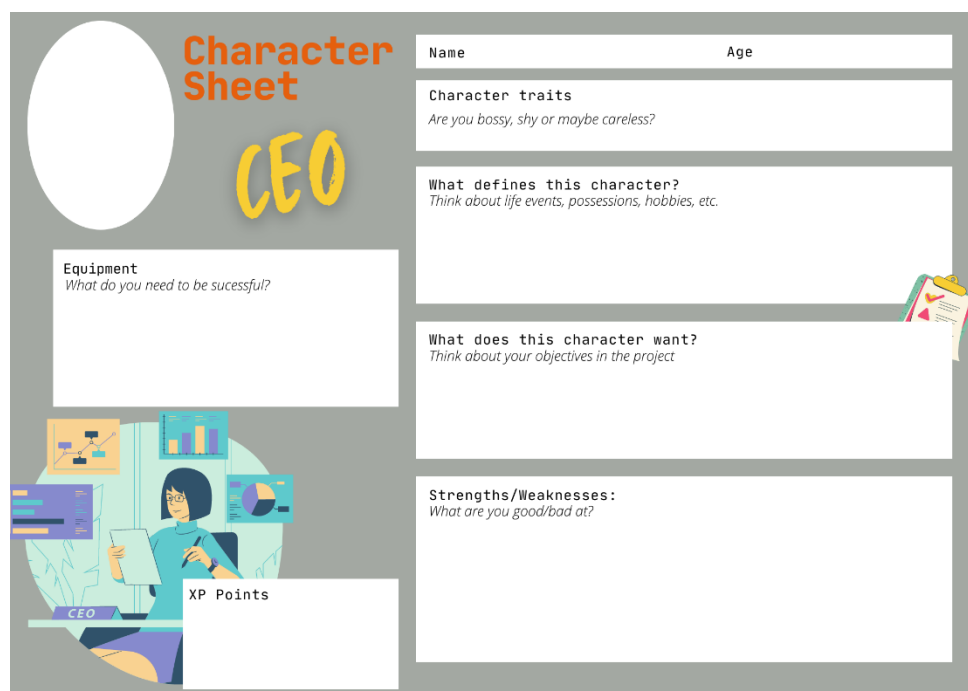 Character
Sheet
CEO
Name Age
Character traits
Are you bossy, shy or maybe careless?
What defines this character?
Think about life events, possessions, hobbies, etc.
Equipment
What do you need to be sucessful?
What does this character want?
Think about your objectives in the project
Strengths/Weaknesses:
What are you good/bad at?
XP Points
CEO